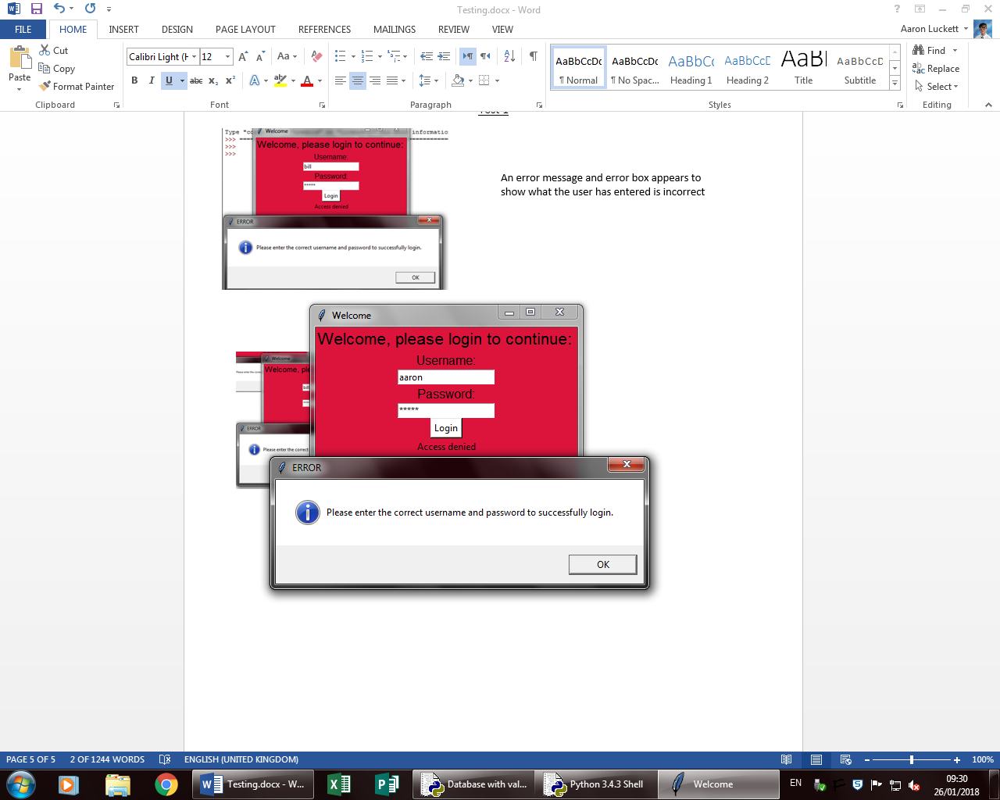 Testing.docx - Word
FILE HOME INSERT DESIGN PAGE LAYOUT REFERENCES MAILINGS REVIEW VIEW
Aaron Luckett
Paste
Cut
Copy
Format Painter
Calibri Light (H 12
Aa
B I U abc x₂ x²
AaBbCcDc ¶ Normal
AaBbCcDc ¶ No Spac...
AaBbCc Heading 1
AaBbCcD Heading 2
AaBl Title
AaBbCcD Subtitle
Find
Replace
Select
Clipboard Font Paragraph Styles Editing
Test 1
Welcome
>>>
>>>
>>>
Welcome, please login to continue:
Username:
bill
Password:
*****
Login
Access denied
ERROR
Please enter the correct username and password to successfully login.
OK
An error message and error box appears to
show what the user has entered is incorrect
Welcome
Welcome, please login to continue:
Username:
aaron
Password:
*****
Login
Access denied
Welcome
Welcome, ple
ERROR
Please enter the correct
ERROR
Please enter the correct username and password to successfully login.
OK
PAGE 5 OF 5 2 OF 1244 WORDS ENGLISH (UNITED KINGDOM) 100%
Testing.docx - W...
Database with val...
Python 3.4.3 Shell
Welcome
EN
09:30
26/01/2018